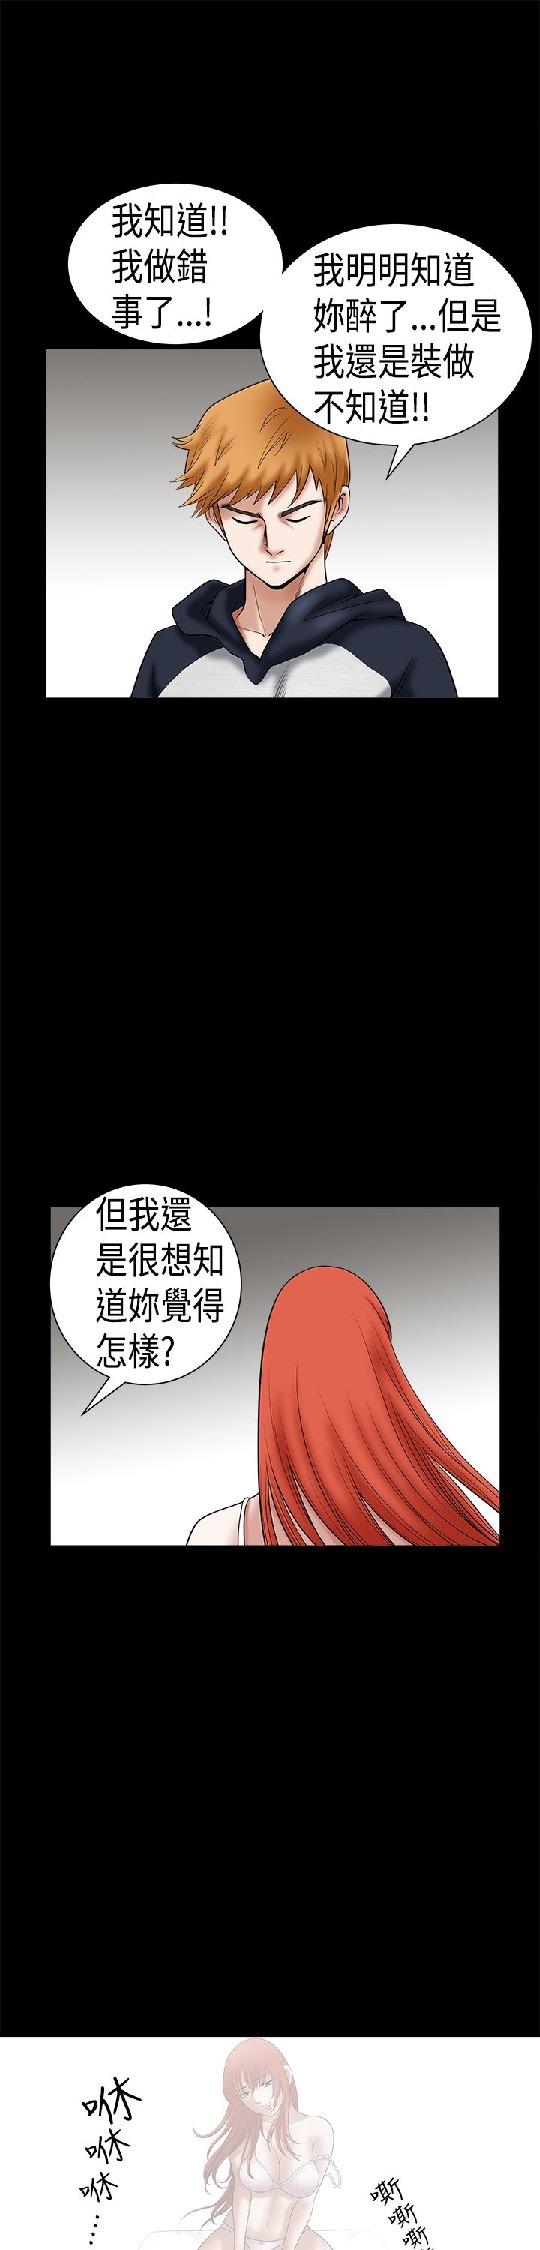 我知道!!
我做錯
事了...!
我明明知道
妳醉了...但是
我還是裝做
不知道!!
但我還
是很想知
道妳覺得
怎樣?
咻
咻
咻
⋮
嘶
嘶
嘶